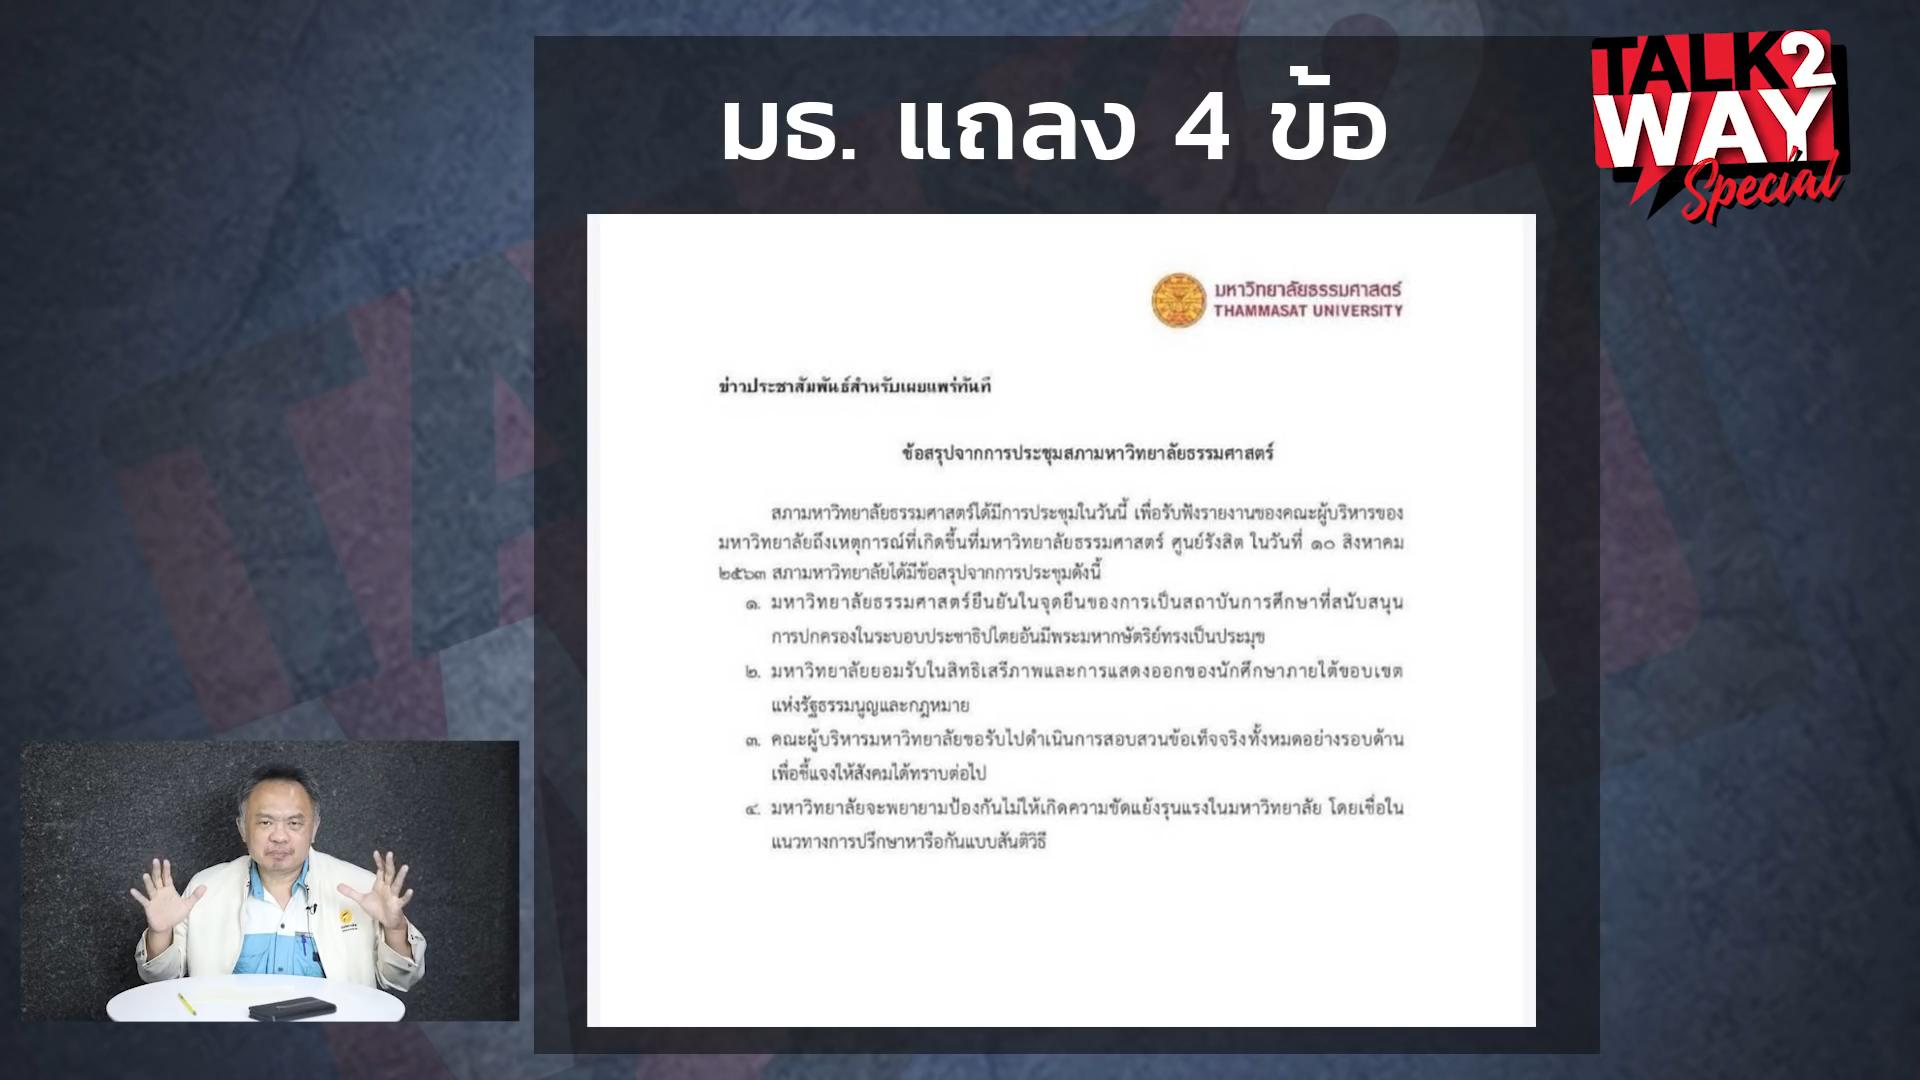 มธ. แถลง 4 ข้อ
TALK2
WAY
Special
มหาวิทยาลัยธรรมศาสตร์
THAMMASAT UNIVERSITY
ข่าวประชาสัมพันธ์สำหรับเผยแพร่ทันที
ข้อสรุปจากการประชุมสภามหาวิทยาลัยธรรมศาสตร์
สภามหาวิทยาลัยธรรมศาสตร์ได้มีการประชุมในวันนี้ เพื่อรับฟังรายงานของคณะผู้บริหารของ
มหาวิทยาลัยถึงเหตุการณ์ที่เกิดขึ้นที่มหาวิทยาลัยธรรมศาสตร์ ศูนย์รังสิต ในวันที่ ๑๐ สิงหาคม
๒๕๖๓ สภามหาวิทยาลัยได้มีข้อสรุปจากการประชุมดังนี้
๑. มหาวิทยาลัยธรรมศาสตร์ยืนยันในจุดยืนของการเป็นสถาบันการศึกษาที่สนับสนุน
การปกครองในระบอบประชาธิปไตยอันมีพระมหากษัตริย์ทรงเป็นประมุข
๒. มหาวิทยาลัยยอมรับในสิทธิเสรีภาพและการแสดงออกของนักศึกษาภายใต้ขอบเขต
แห่งรัฐธรรมนูญและกฎหมาย
๓. คณะผู้บริหารมหาวิทยาลัยขอรับไปดำเนินการสอบสวนข้อเท็จจริงทั้งหมดอย่างรอบด้าน
เพื่อชี้แจงให้สังคมได้ทราบต่อไป
๔. มหาวิทยาลัยจะพยายามป้องกันไม่ให้เกิดความขัดแย้งรุนแรงในมหาวิทยาลัย โดยเชื่อใน
แนวทางการปรึกษาหารือกันแบบสันติวิธี